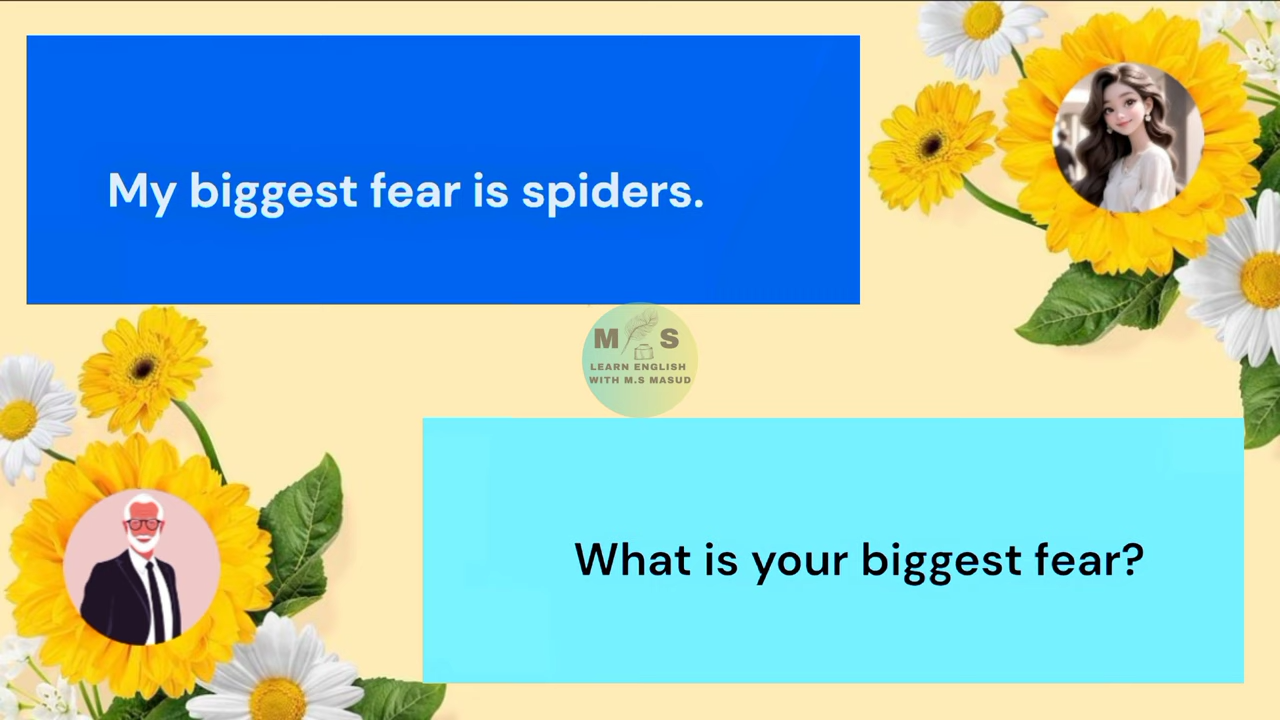 My biggest fear is spiders.
M S
LEARN ENGLISH
WITH M.S MASUD
What is your biggest fear?